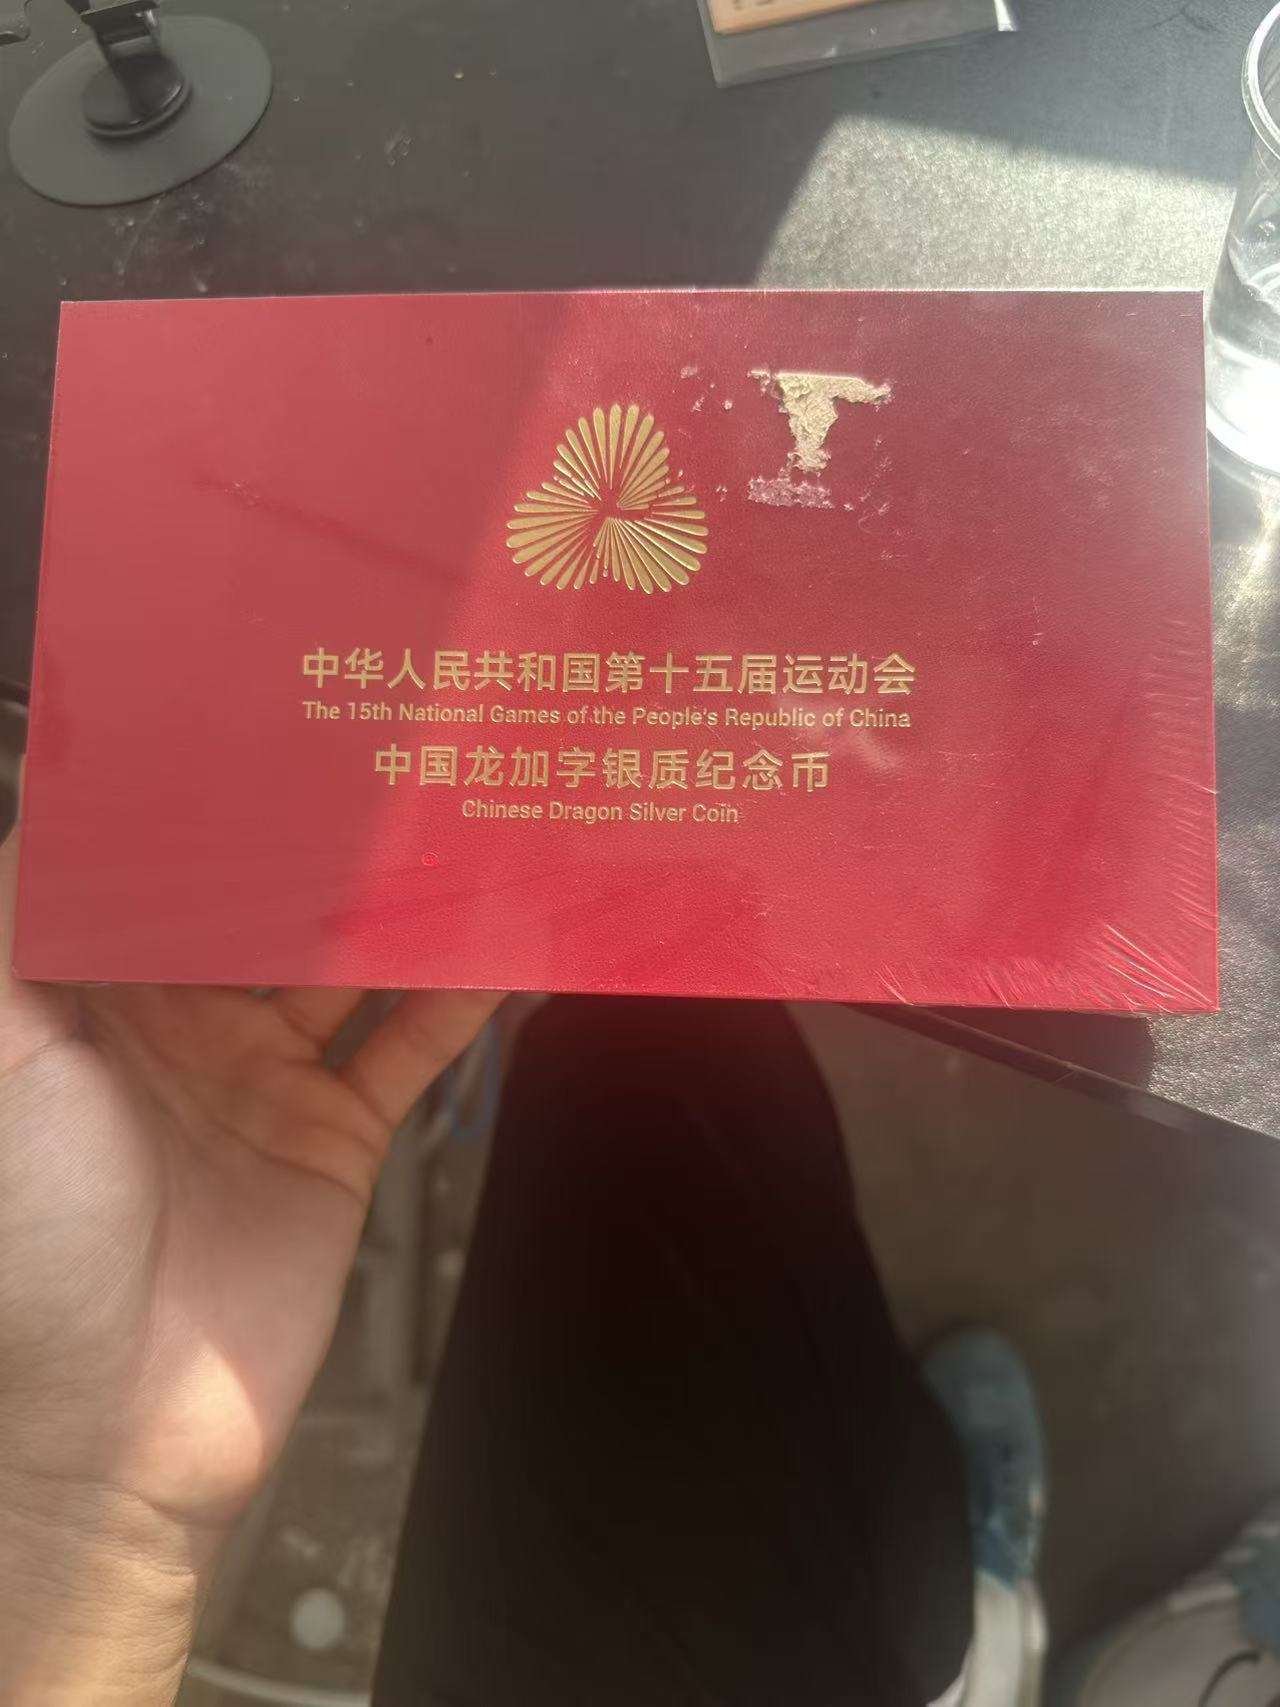 中华人民共和国第十五届运动会
The 15th National Games of the People's Republic of China
中国龙加字银质纪念币
Chinese Dragon Silver Coin